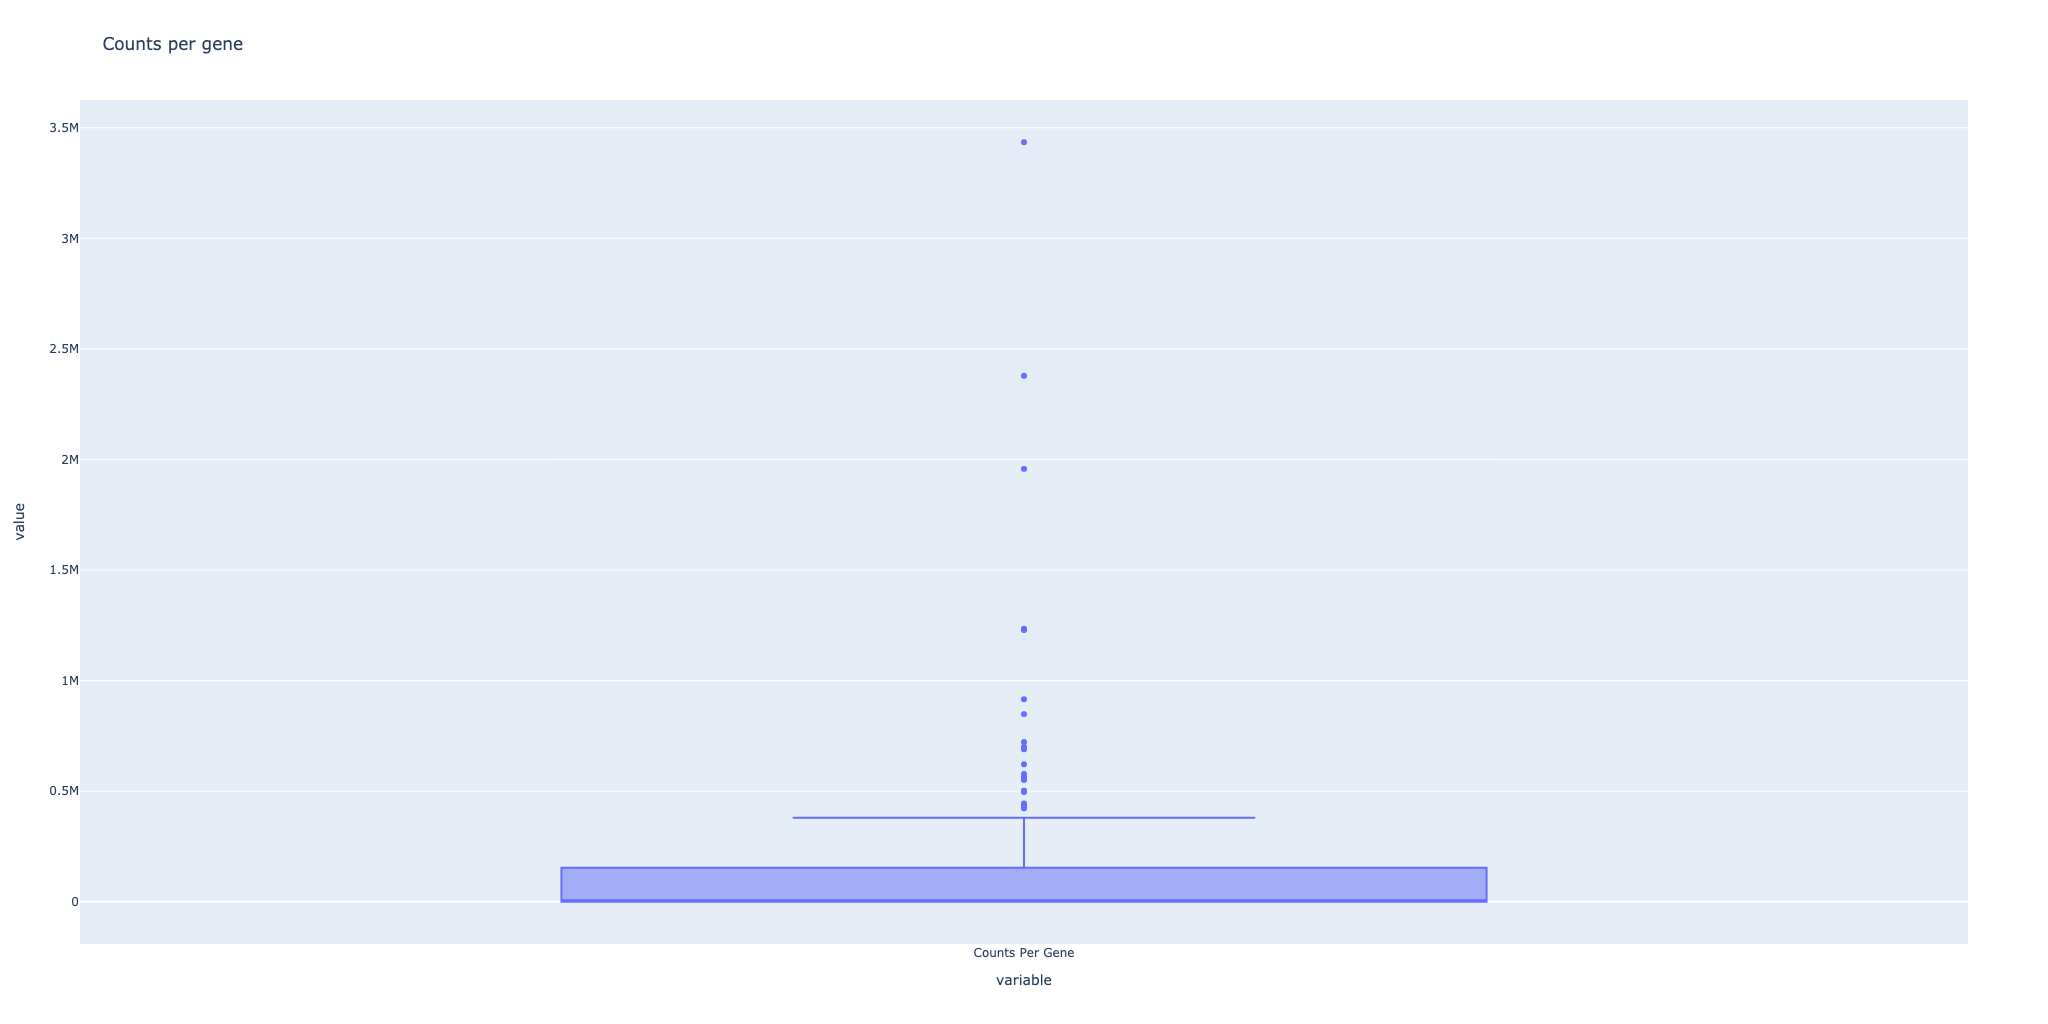 Counts per gene
3.5M
3M
2.5M
2M
1.5M
1M
0.5M
0
value
Counts Per Gene
variable